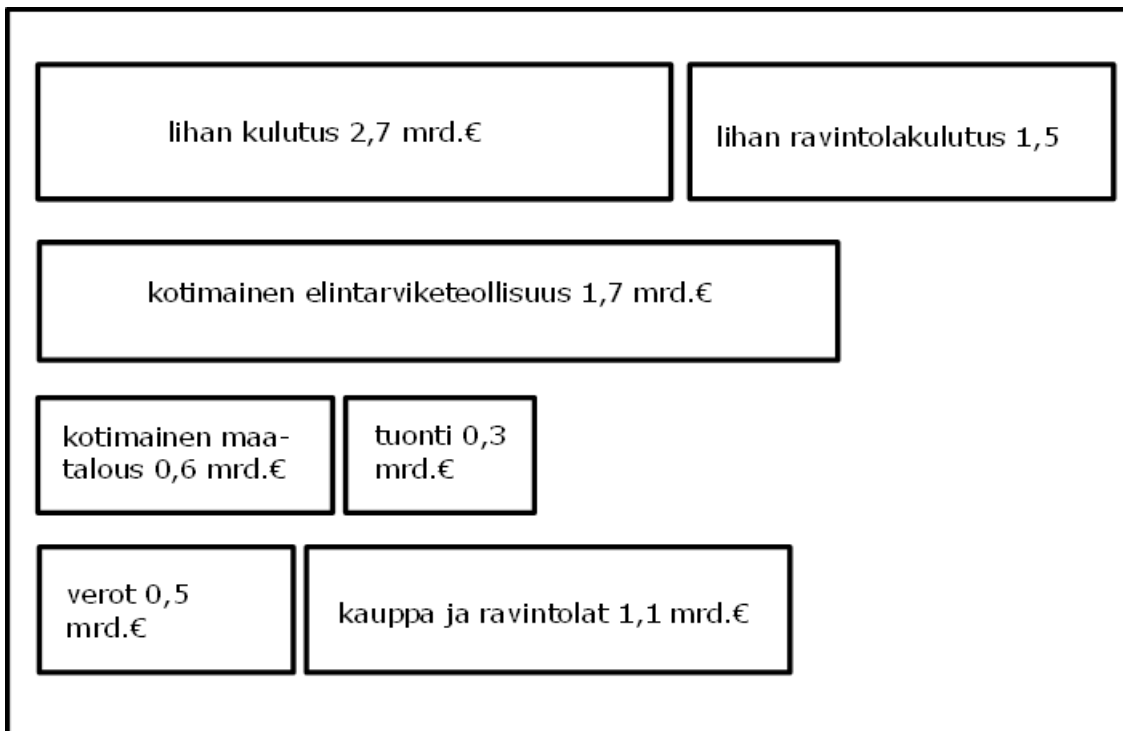 lihan kulutus 2,7 mrd.€
lihan ravintolakulutus 1,5
kotimainen elintarviketeollisuus 1,7 mrd.€
kotimainen maa-
talous 0,6 mrd.€
tuonti 0,3
mrd.€
verot 0,5
mrd.€
kauppa ja ravintolat 1,1 mrd.€